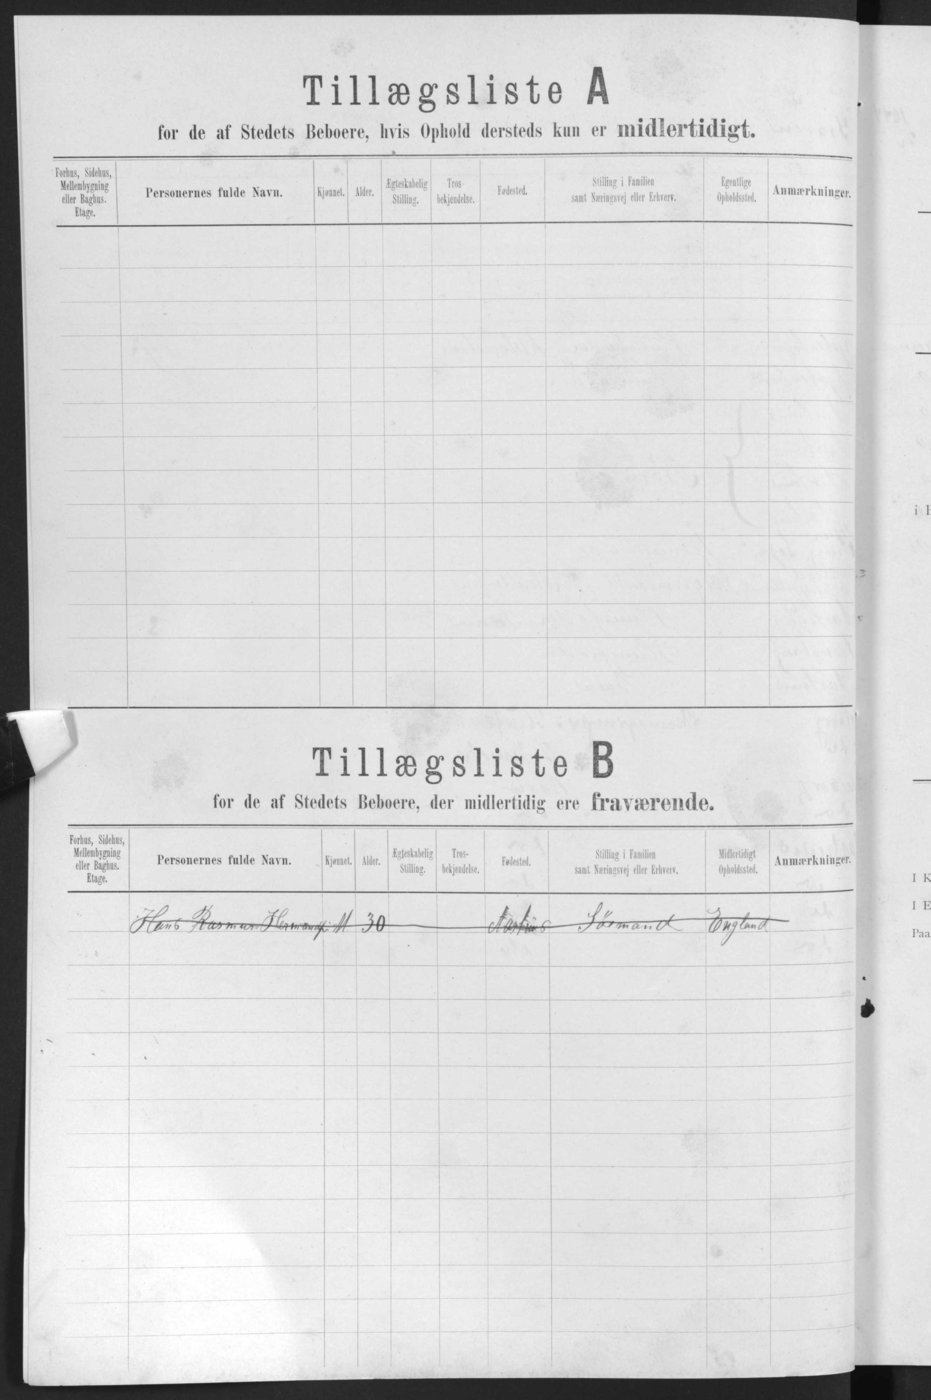 Tillægsliste A
for de af Stedets Beboere, hvis Ophold dersteds kun er midlertidigt.
Forhus, Sidehus, Mellembygning eller Baghus. Etage. Personernes fulde Navn. Kjønnet. Alder. Ægteskabelig Stilling. Tros-bekjendelse. Fødested. Stilling i Familien samt Næringsvej eller Erhverv. Egentlige Opholdssted. Anmærkninger.
Tillægsliste B
for de af Stedets Beboere, der midlertidig ere fraværende.
Forhus, Sidehus, Mellembygning eller Baghus. Etage. Personernes fulde Navn. Kjønnet. Alder. Ægteskabelig Stilling. Tros-bekjendelse. Fødested. Stilling i Familien samt Næringsvej eller Erhverv. Midlertidigt Opholdssted. Anmærkninger.
Hans Rasmus M 30 Aarhus Sömand England
i
I K
I E
Paa